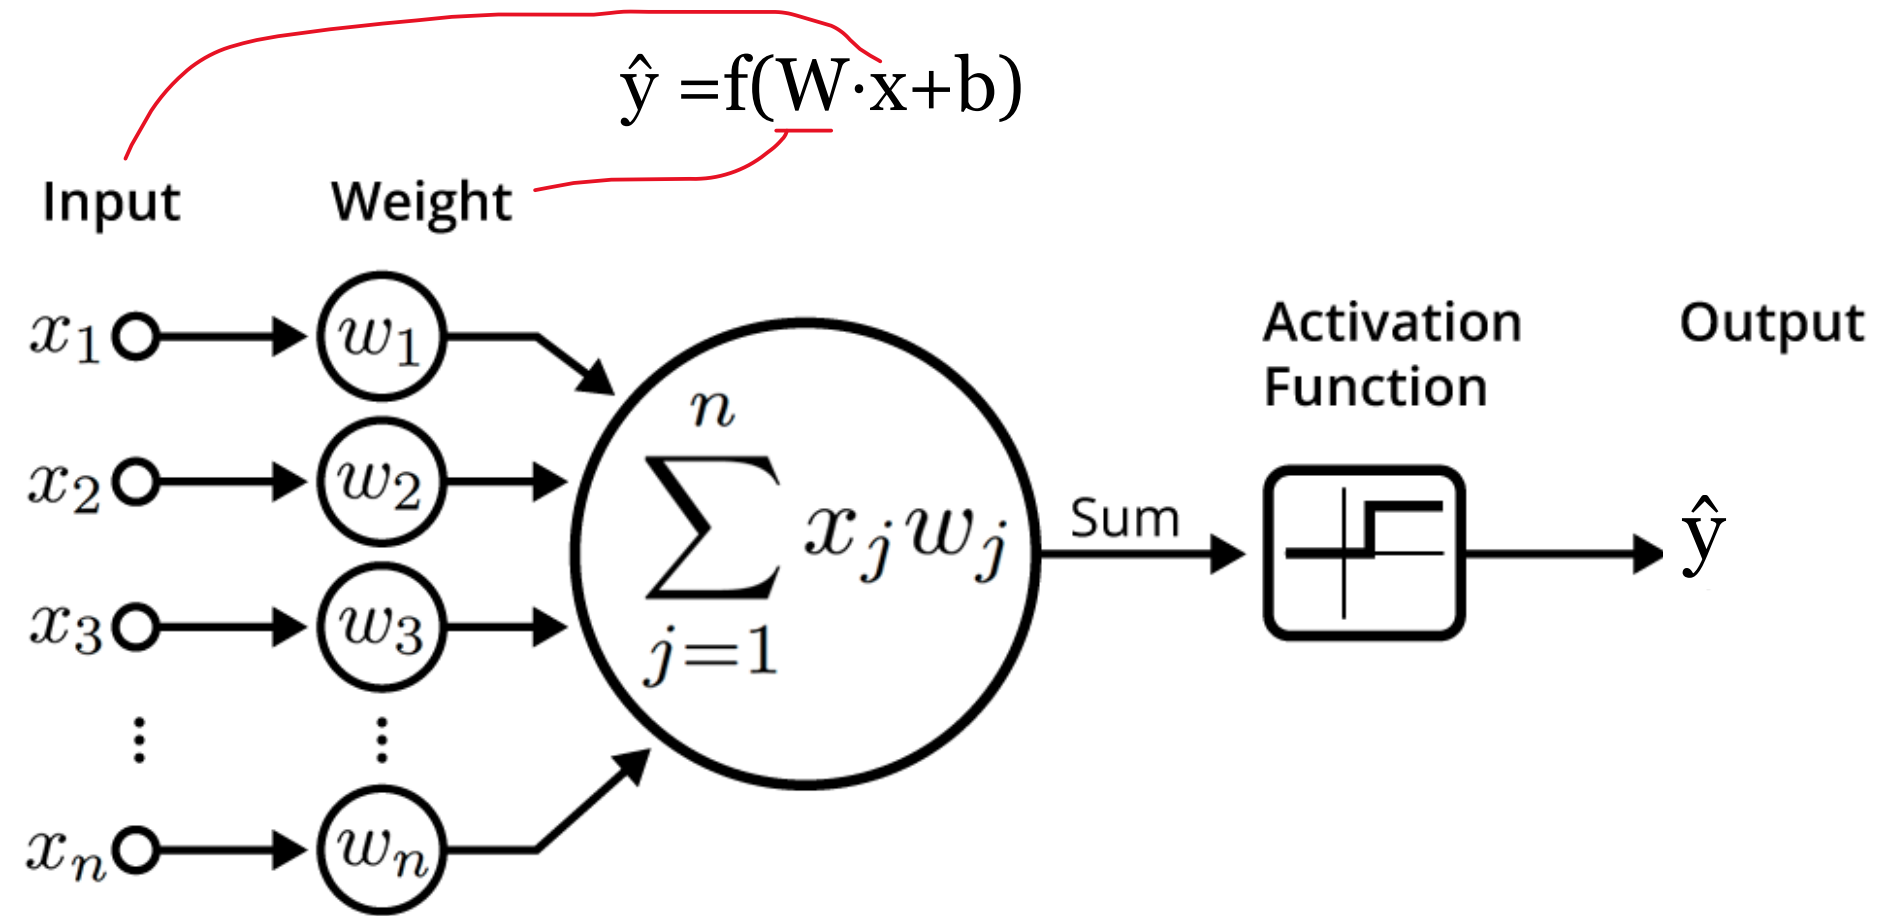 ŷ =f(W·x+b)
Input
Weight
Activation
Function
Output
x₁
w₁
x₂
w₂
x₃
w₃
⋮
⋮
xₙ
wₙ
n
∑ xⱼwⱼ
j=1
Sum
ŷ